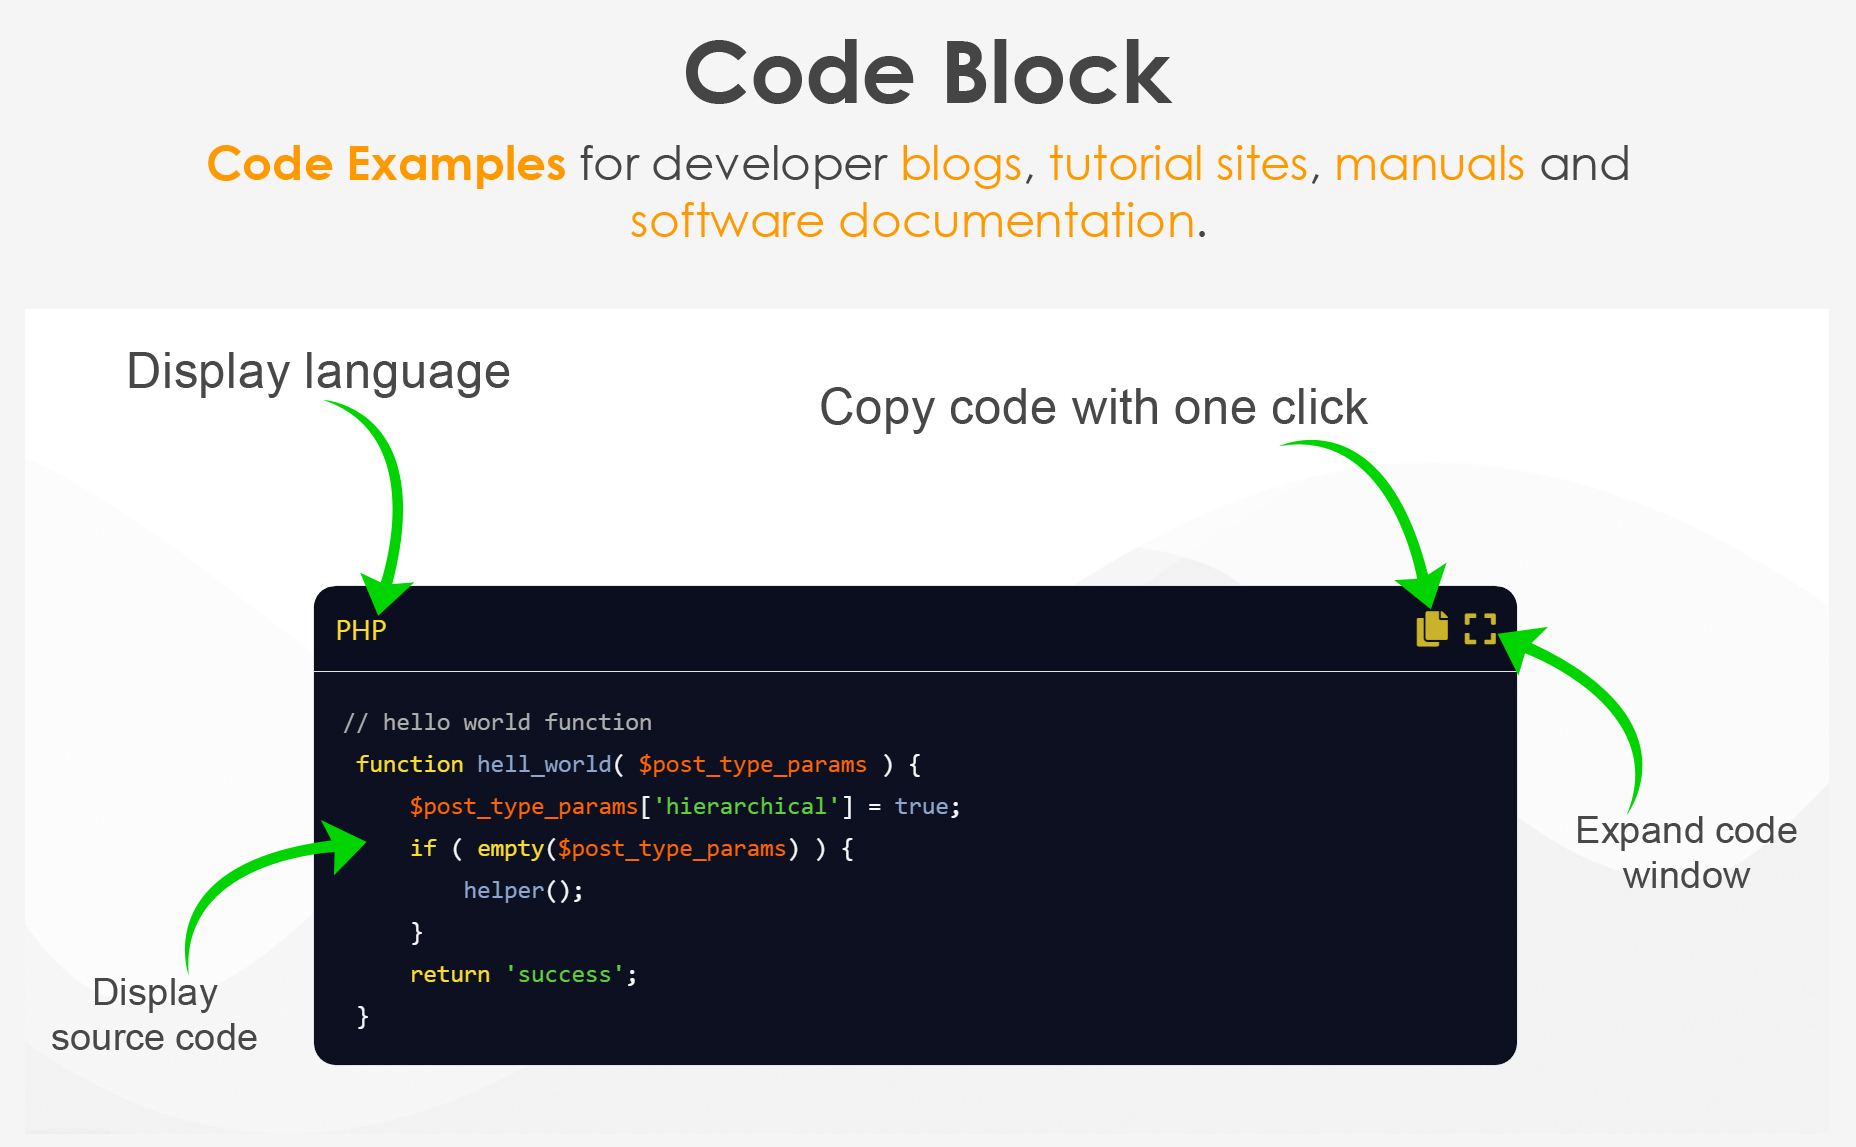 Code Block
Code Examples for developer blogs, tutorial sites, manuals and
software documentation.
Display language
Copy code with one click
PHP
// hello world function
function hell_world( $post_type_params ) {
$post_type_params['hierarchical'] = true;
if ( empty($post_type_params) ) {
helper();
}
return 'success';
}
Expand code
window
Display
source code